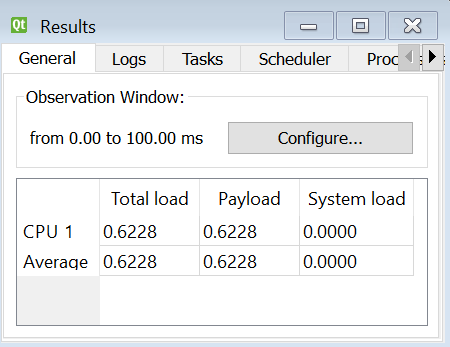 Qt Results
General Logs Tasks Scheduler
Observation Window:
from 0.00 to 100.00 ms Configure...
Total load Payload System load
CPU 1 0.6228 0.6228 0.0000
Average 0.6228 0.6228 0.0000